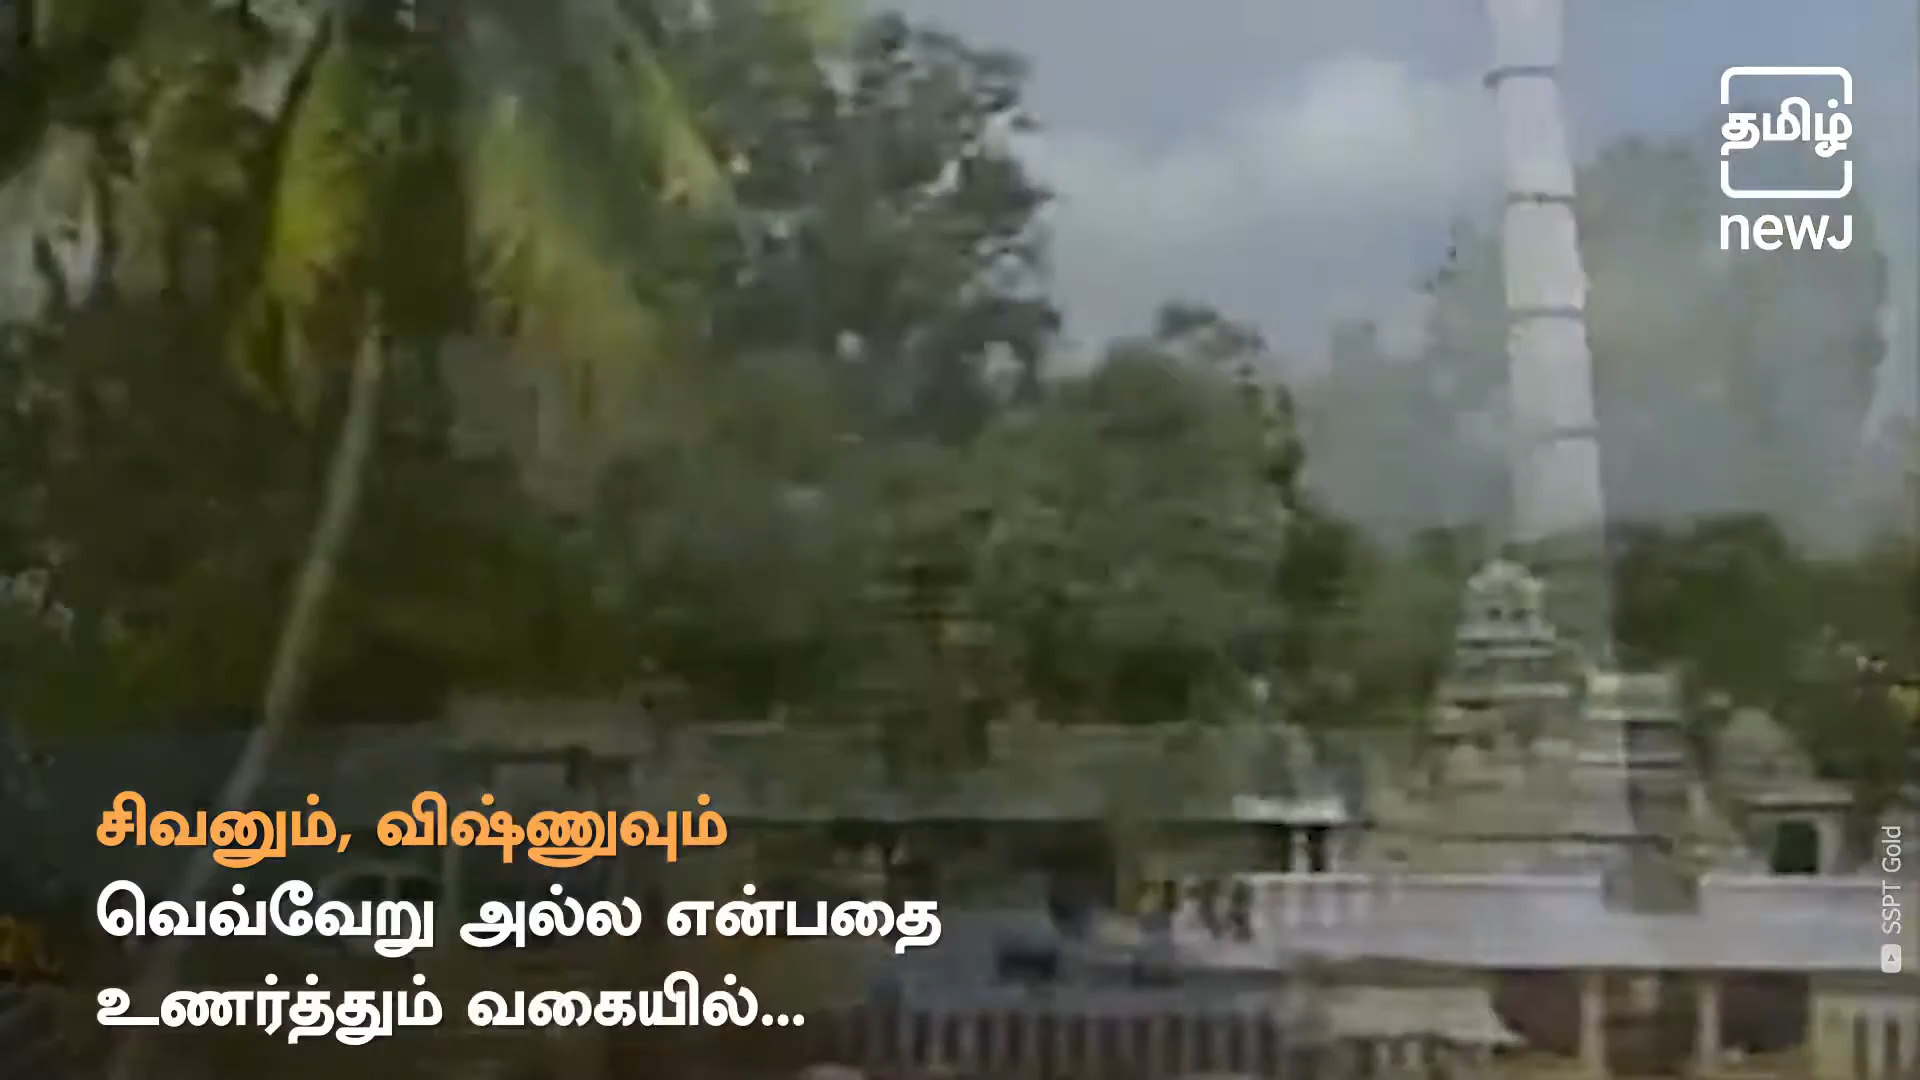 தமிழ்
newJ
சிவனும், விஷ்ணுவும்
வெவ்வேறு அல்ல என்பதை
உணர்த்தும் வகையில்...
SSPT Gold